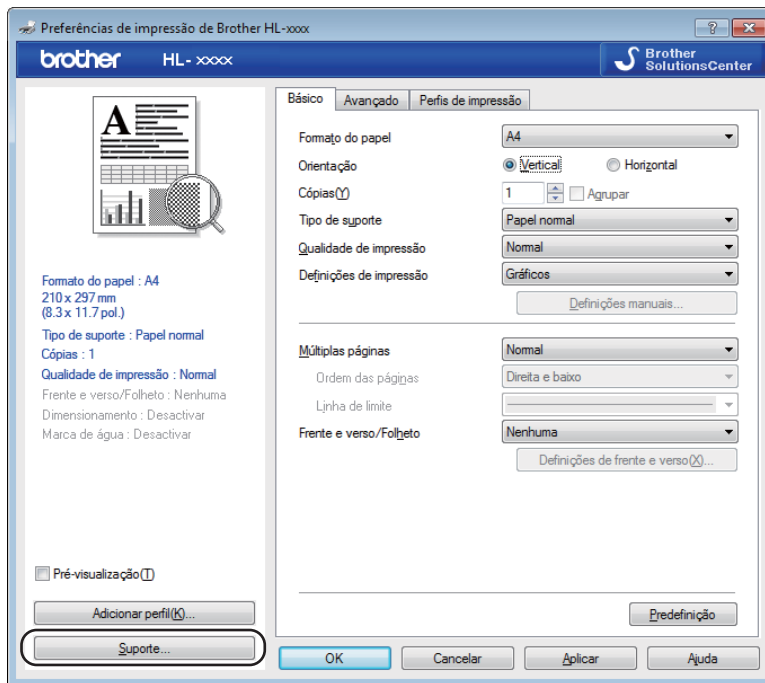 Preferências de impressão de Brother HL-xxxx
brother HL- xxxx
Brother
SolutionsCenter
A
Formato do papel : A4
210 x 297 mm
(8.3 x 11.7 pol.)
Tipo de suporte : Papel normal
Cópias : 1
Qualidade de impressão : Normal
Frente e verso/Folheto : Nenhuma
Dimensionamento : Desactivar
Marca de água : Desactivar
Pré-visualização(T)
Adicionar perfil(K)...
Suporte...
Básico Avançado Perfis de impressão
Formato do papel A4
Orientação Vertical Horizontal
Cópias(Y) 1 Agrupar
Tipo de suporte Papel normal
Qualidade de impressão Normal
Definições de impressão Gráficos
Definições manuais...
Múltiplas páginas Normal
Ordem das páginas Direita e baixo
Linha de limite
Frente e verso/Folheto Nenhuma
Definições de frente e verso(X)...
Predefinição
OK Cancelar Aplicar Ajuda